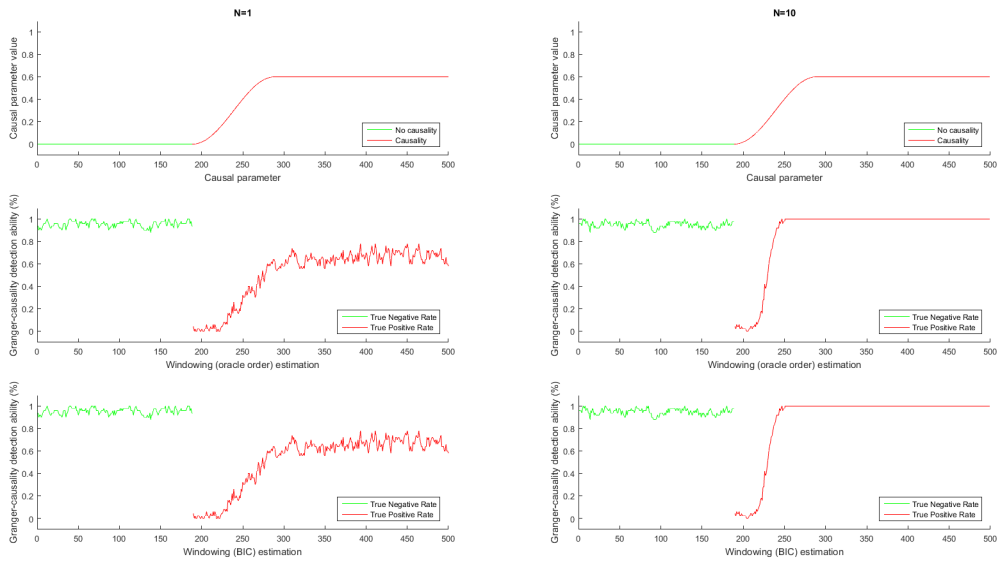 N=1
Causal parameter value
1
0.8
0.6
0.4
0.2
0
0 50 100 150 200 250 300 350 400 450 500
No causality
Causality
Causal parameter
N=10
Causal parameter value
1
0.8
0.6
0.4
0.2
0
0 50 100 150 200 250 300 350 400 450 500
No causality
Causality
Causal parameter
Granger-causality detection ability (%)
1
0.8
0.6
0.4
0.2
0
0 50 100 150 200 250 300 350 400 450 500
True Negative Rate
True Positive Rate
Windowing (oracle order) estimation
Granger-causality detection ability (%)
1
0.8
0.6
0.4
0.2
0
0 50 100 150 200 250 300 350 400 450 500
True Negative Rate
True Positive Rate
Windowing (oracle order) estimation
Granger-causality detection ability (%)
1
0.8
0.6
0.4
0.2
0
0 50 100 150 200 250 300 350 400 450 500
True Negative Rate
True Positive Rate
Windowing (BIC) estimation
Granger-causality detection ability (%)
1
0.8
0.6
0.4
0.2
0
0 50 100 150 200 250 300 350 400 450 500
True Negative Rate
True Positive Rate
Windowing (BIC) estimation